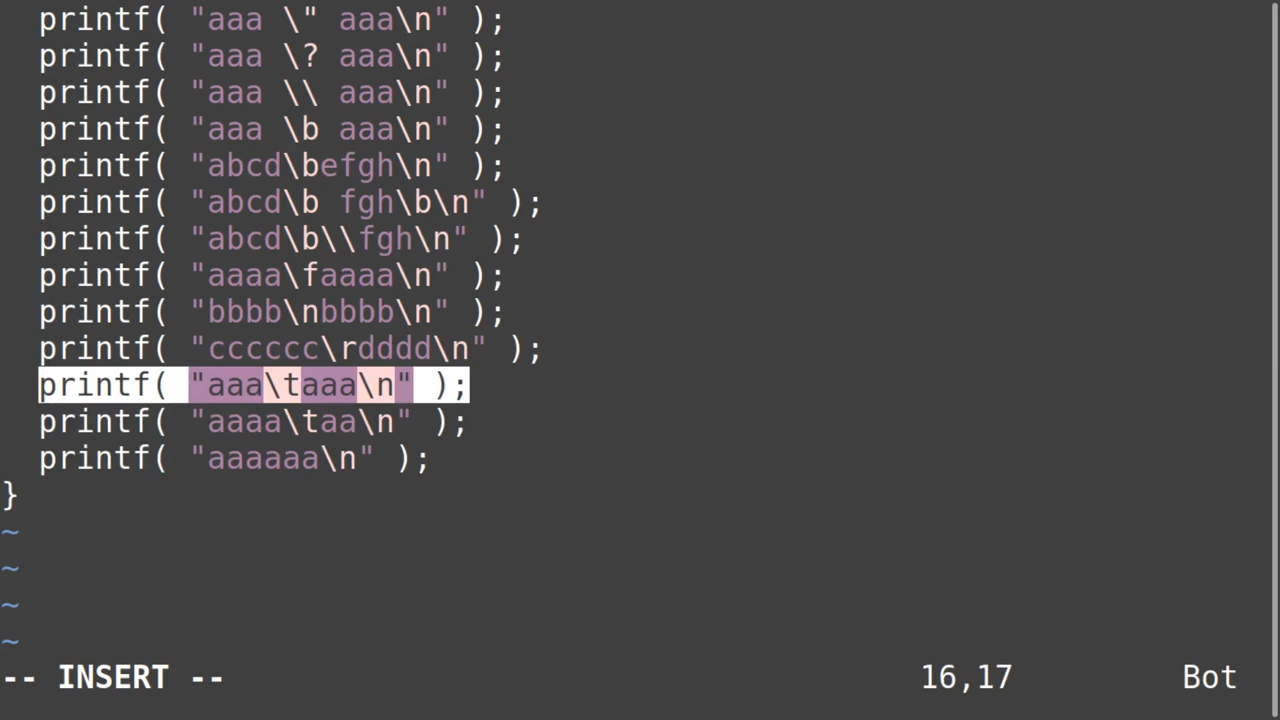 printf( "aaa \" aaa\n" );
printf( "aaa \? aaa\n" );
printf( "aaa \\ aaa\n" );
printf( "aaa \b aaa\n" );
printf( "abcd\befgh\n" );
printf( "abcd\b fgh\b\n" );
printf( "abcd\b\\fgh\n" );
printf( "aaaa\faaaa\n" );
printf( "bbbb\nbbbb\n" );
printf( "cccccc\rdddd\n" );
printf( "aaa\taaa\n" );
printf( "aaaa\taa\n" );
printf( "aaaaaa\n" );
}
~
~
~
~
-- INSERT -- 16,17 Bot